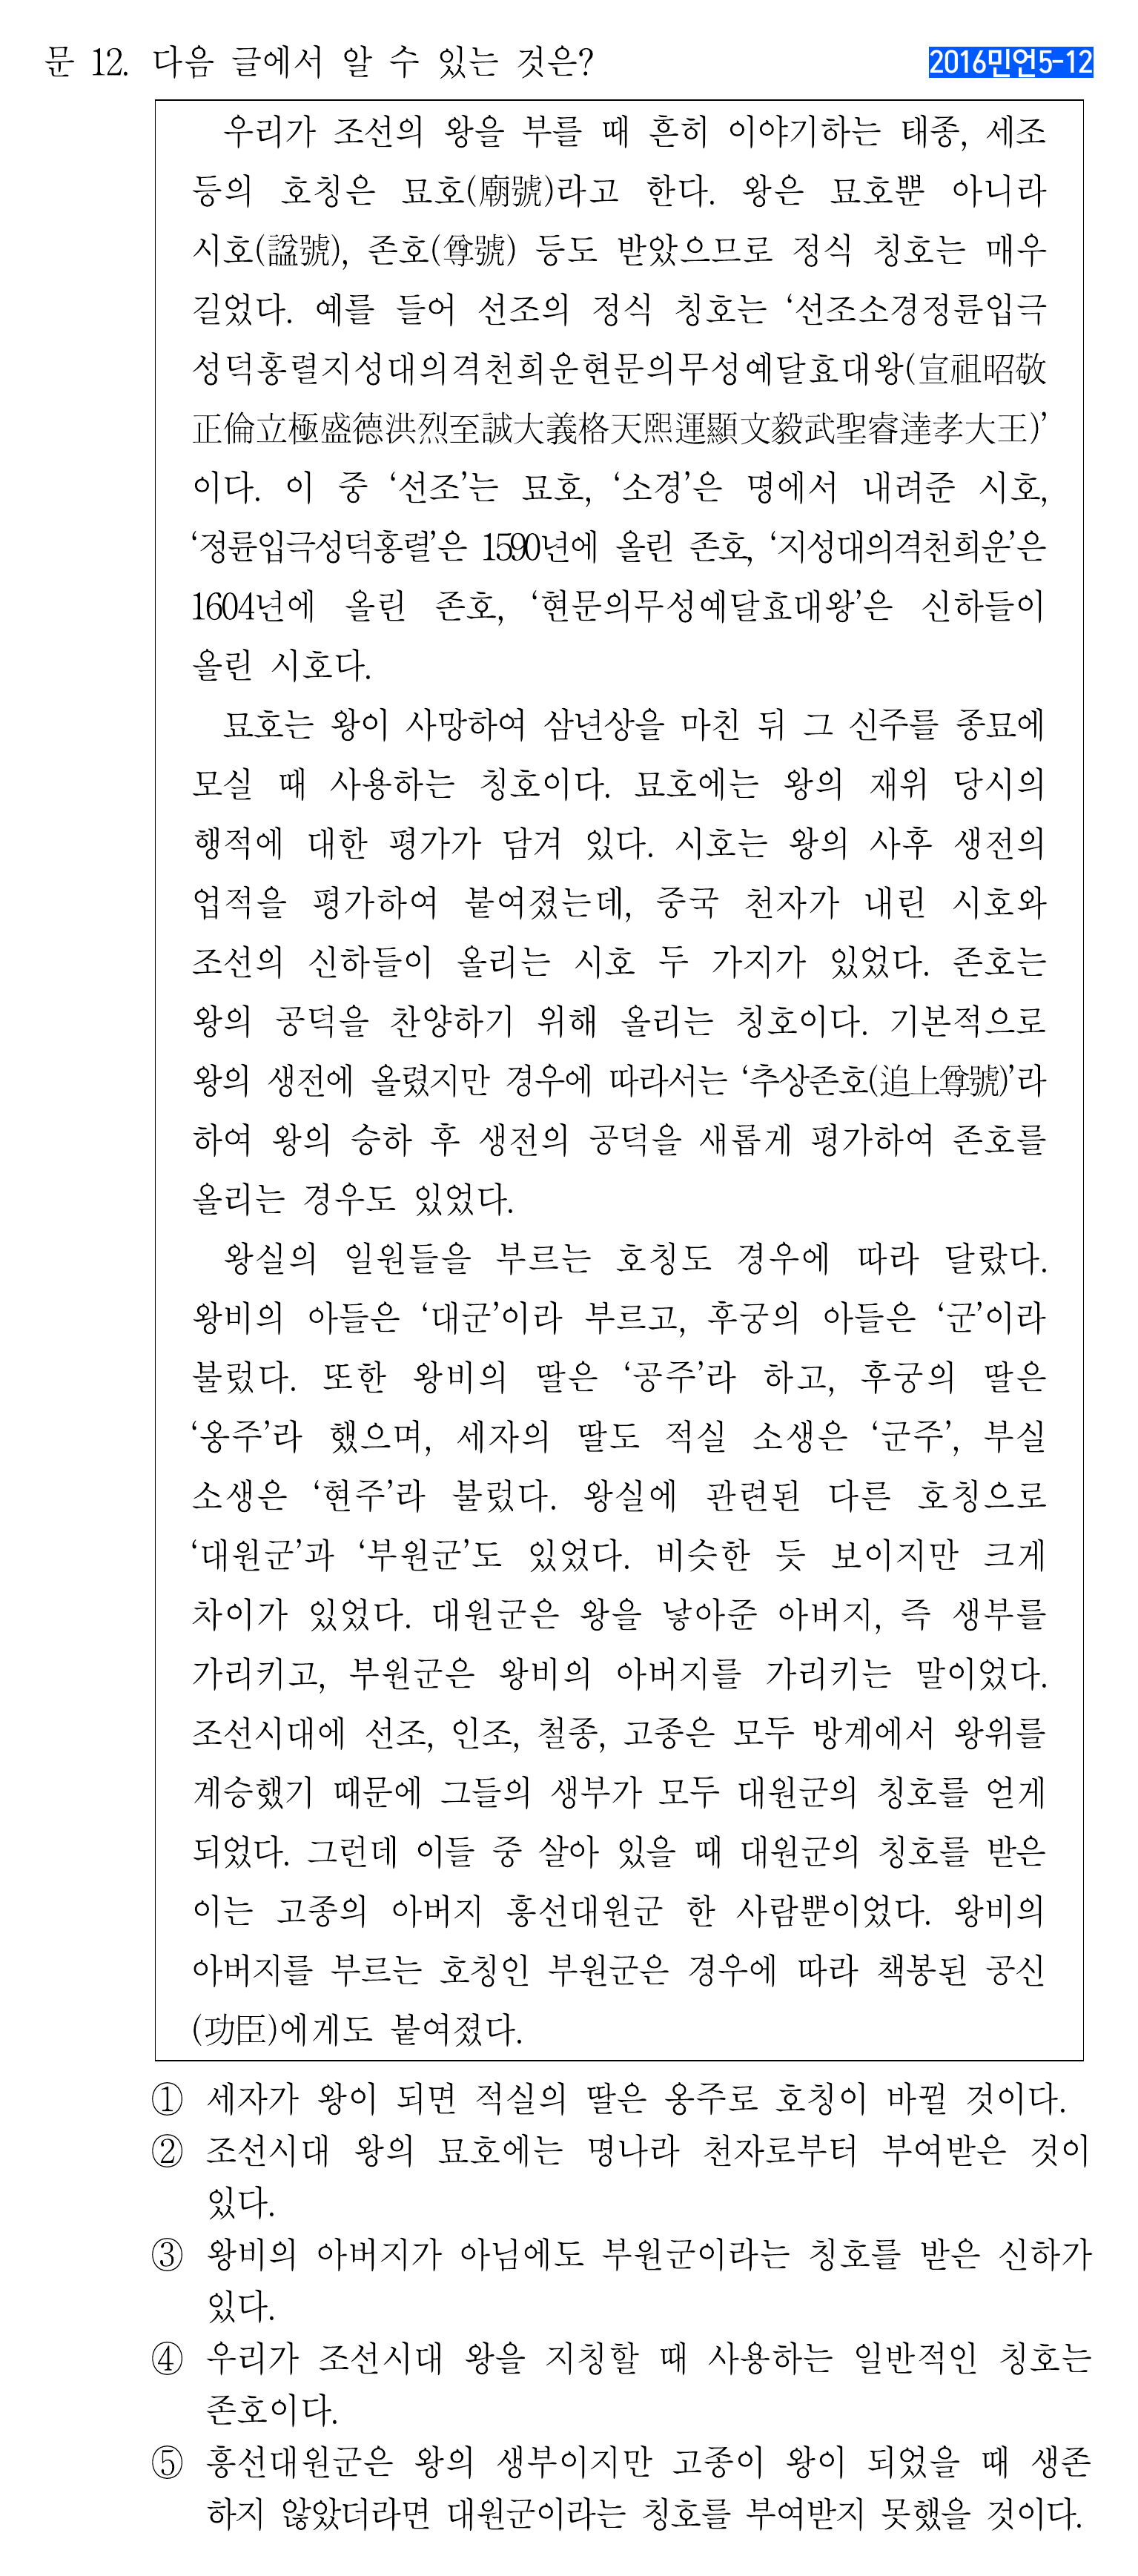 문 12. 다음 글에서 알 수 있는 것은?
2016민언5-12
우리가 조선의 왕을 부를 때 흔히 이야기하는 태종, 세조
등의 호칭은 묘호(廟號)라고 한다. 왕은 묘호뿐 아니라
시호(諡號), 존호(尊號) 등도 받았으므로 정식 칭호는 매우
길었다. 예를 들어 선조의 정식 칭호는 ‘선조소경정륜입극
성덕홍렬지성대의격천희운현문의무성예달효대왕(宣祖昭敬
正倫立極盛德洪烈至誠大義格天熙運顯文毅武聖睿達孝大王)’
이다. 이 중 ‘선조’는 묘호, ‘소경’은 명에서 내려준 시호,
‘정륜입극성덕홍렬’은 1590년에 올린 존호, ‘지성대의격천희운’은
1604년에 올린 존호, ‘현문의무성예달효대왕’은 신하들이
올린 시호다.
묘호는 왕이 사망하여 삼년상을 마친 뒤 그 신주를 종묘에
모실 때 사용하는 칭호이다. 묘호에는 왕의 재위 당시의
행적에 대한 평가가 담겨 있다. 시호는 왕의 사후 생전의
업적을 평가하여 붙여졌는데, 중국 천자가 내린 시호와
조선의 신하들이 올리는 시호 두 가지가 있었다. 존호는
왕의 공덕을 찬양하기 위해 올리는 칭호이다. 기본적으로
왕의 생전에 올렸지만 경우에 따라서는 ‘추상존호(追上尊號)’라
하여 왕의 승하 후 생전의 공덕을 새롭게 평가하여 존호를
올리는 경우도 있었다.
왕실의 일원들을 부르는 호칭도 경우에 따라 달랐다.
왕비의 아들은 ‘대군’이라 부르고, 후궁의 아들은 ‘군’이라
불렀다. 또한 왕비의 딸은 ‘공주’라 하고, 후궁의 딸은
‘옹주’라 했으며, 세자의 딸도 적실 소생은 ‘군주’, 부실
소생은 ‘현주’라 불렀다. 왕실에 관련된 다른 호칭으로
‘대원군’과 ‘부원군’도 있었다. 비슷한 듯 보이지만 크게
차이가 있었다. 대원군은 왕을 낳아준 아버지, 즉 생부를
가리키고, 부원군은 왕비의 아버지를 가리키는 말이었다.
조선시대에 선조, 인조, 철종, 고종은 모두 방계에서 왕위를
계승했기 때문에 그들의 생부가 모두 대원군의 칭호를 얻게
되었다. 그런데 이들 중 살아 있을 때 대원군의 칭호를 받은
이는 고종의 아버지 흥선대원군 한 사람뿐이었다. 왕비의
아버지를 부르는 호칭인 부원군은 경우에 따라 책봉된 공신
(功臣)에게도 붙여졌다.
① 세자가 왕이 되면 적실의 딸은 옹주로 호칭이 바뀔 것이다.
② 조선시대 왕의 묘호에는 명나라 천자로부터 부여받은 것이
있다.
③ 왕비의 아버지가 아님에도 부원군이라는 칭호를 받은 신하가
있다.
④ 우리가 조선시대 왕을 지칭할 때 사용하는 일반적인 칭호는
존호이다.
⑤ 흥선대원군은 왕의 생부이지만 고종이 왕이 되었을 때 생존
하지 않았더라면 대원군이라는 칭호를 부여받지 못했을 것이다.